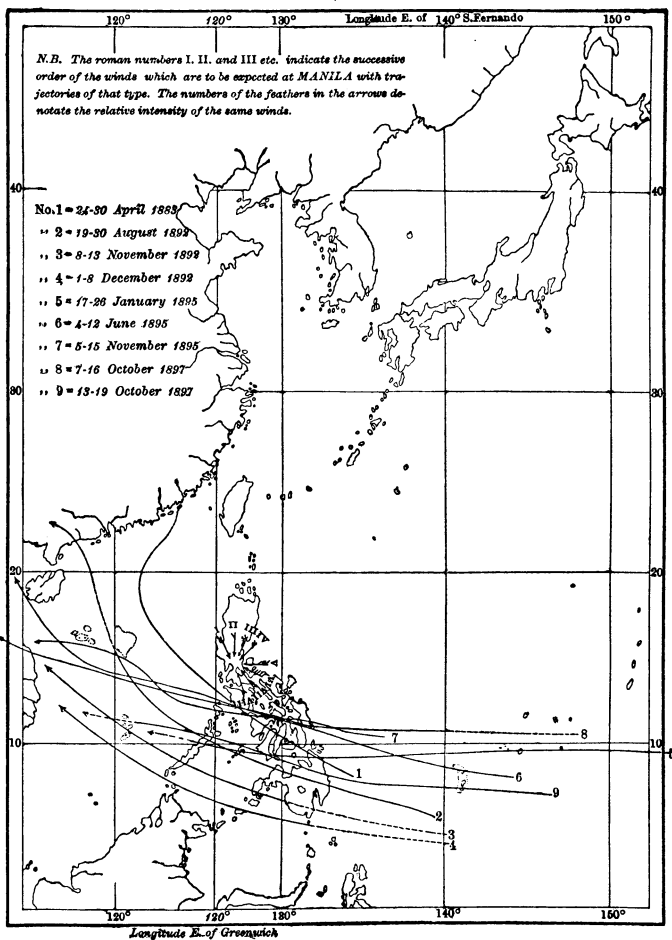 Longitude E. of S. Fernando
120° 120° 130° 140° 150°
N.B. The roman numbers I. II. and III etc. indicate the successive
order of the winds which are to be expected at MANILA with tra-
jectories of that type. The numbers of the feathers in the arrows de-
notate the relative intensity of the same winds.
40 40
No. 1 = 24-30 April 1883
„ 2 = 19-30 August 1892
„ 3 = 8-13 November 1892
„ 4 = 1-8 December 1892
„ 5 = 17-26 January 1895
„ 6 = 4-12 June 1895
„ 7 = 5-15 November 1895
„ 8 = 7-16 October 1897
„ 9 = 13-19 October 1897
30 30
20 20
II III IV
V
8
7
10 10
1
6
9
2
3
4
120° 120° 130° 140° 150°
Longitude E. of Greenwich